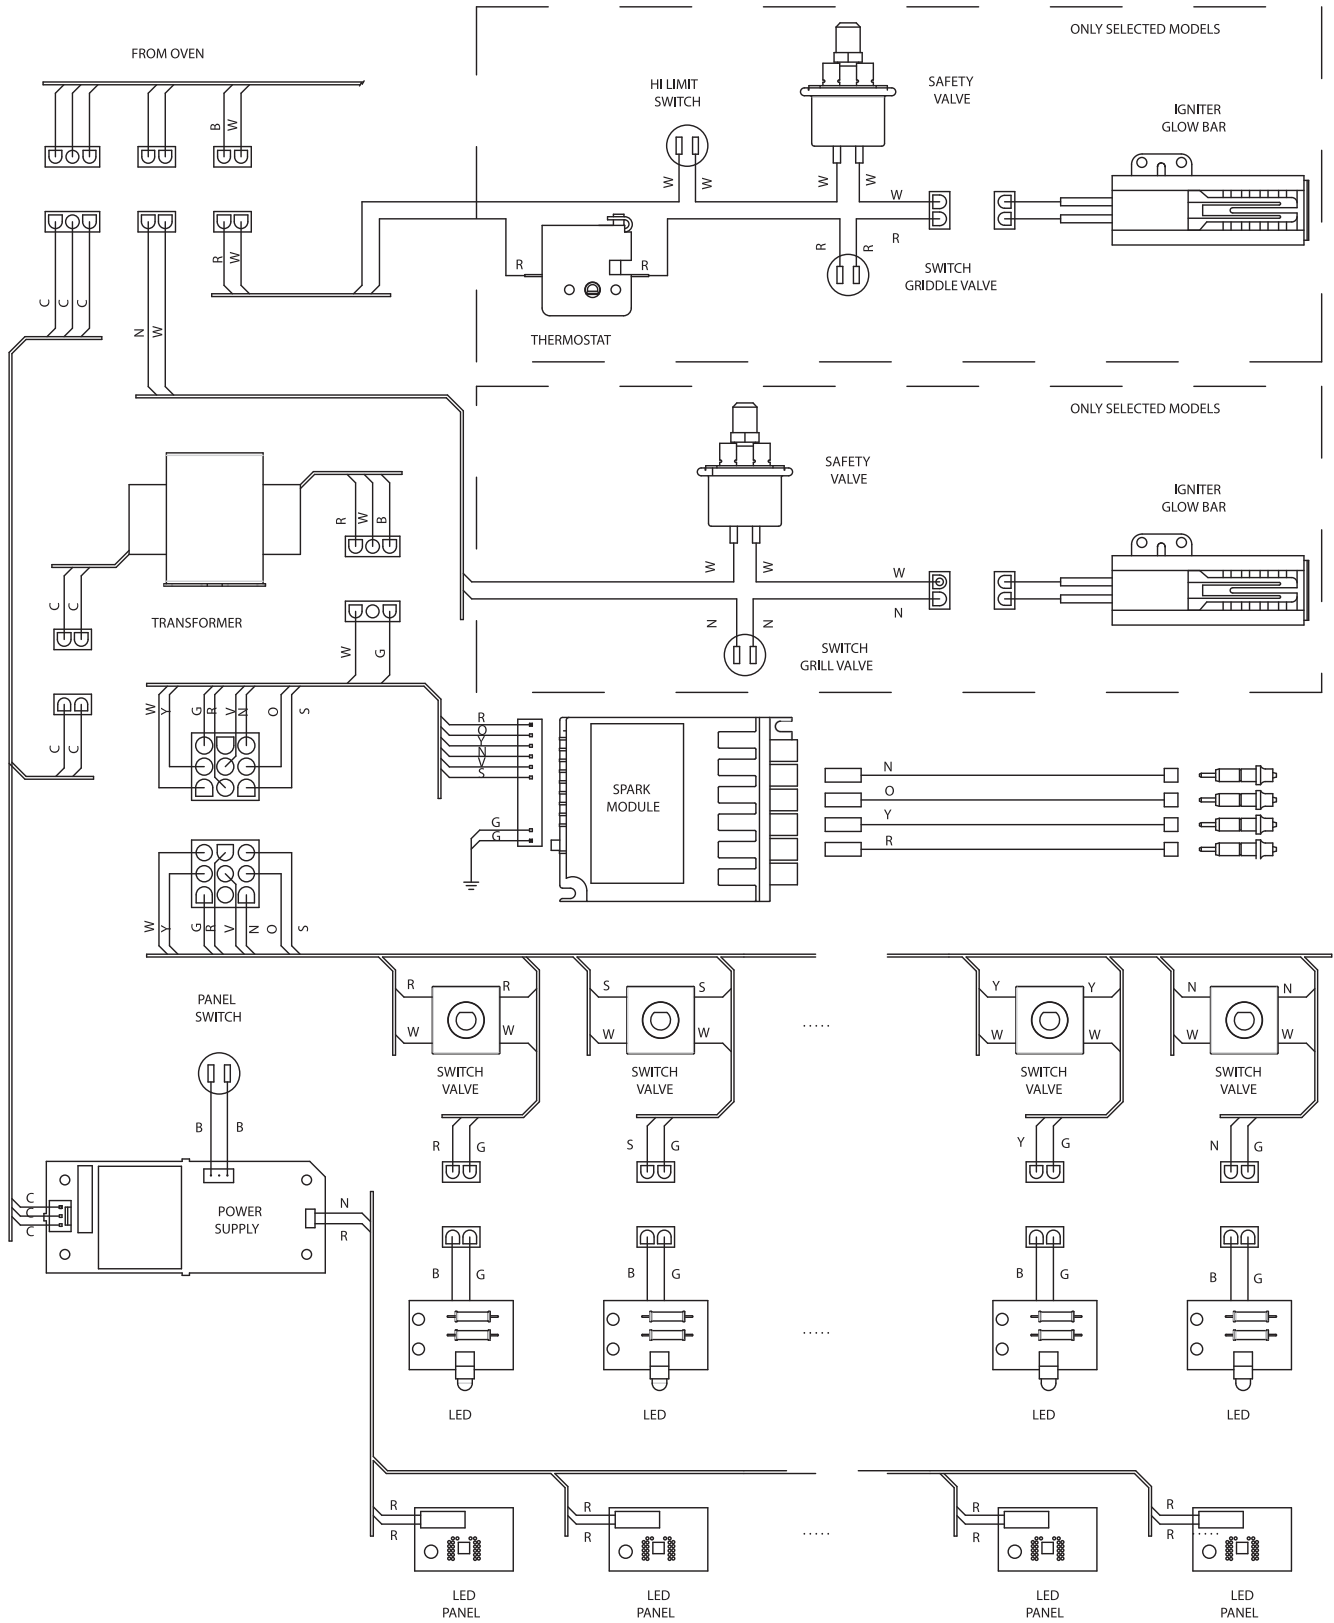 ONLY SELECTED MODELS
FROM OVEN
HI LIMIT
SWITCH
SAFETY
VALVE
IGNITER
GLOW BAR
B
W
W
W
W
W
W
R
R
R
R
W
R
R
SWITCH
GRIDDLE VALVE
THERMOSTAT
C
C
C
N
W
ONLY SELECTED MODELS
SAFETY
VALVE
IGNITER
GLOW BAR
R
W
B
W
W
W
N
N
N
C
C
TRANSFORMER
SWITCH
GRILL VALVE
W
G
W
Y
G
R
V
N
O
S
C
C
R
O
Y
N
V
S
G
G
SPARK
MODULE
N
O
Y
R
W
Y
G
R
V
N
O
S
PANEL
SWITCH
R
R
W
W
SWITCH
VALVE
S
S
W
W
SWITCH
VALVE
.....
Y
Y
W
W
SWITCH
VALVE
N
N
W
W
SWITCH
VALVE
B
B
R
G
S
G
Y
G
N
G
C
C
C
POWER
SUPPLY
N
R
B
G
B
G
B
G
B
G
.....
LED
LED
LED
LED
R
R
R
R
R
R
R
R
.....
.....
LED
PANEL
LED
PANEL
LED
PANEL
LED
PANEL